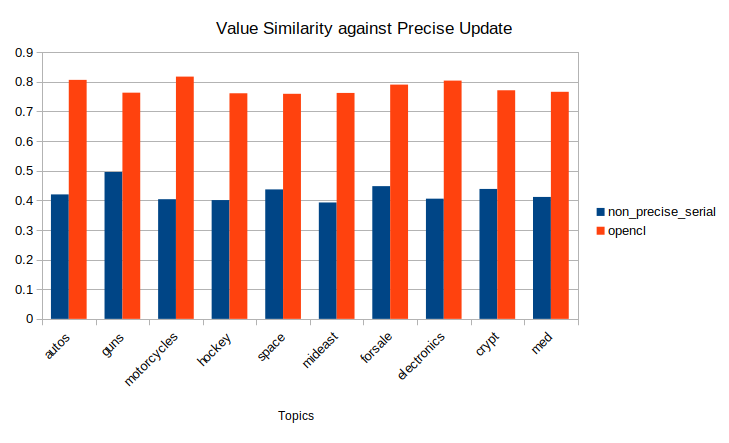 Value Similarity against Precise Update
0.9
0.8
0.7
0.6
0.5
0.4
0.3
0.2
0.1
0
autos
guns
motorcycles
hockey
space
mideast
forsale
electronics
crypt
med
Topics
non_precise_serial
opencl